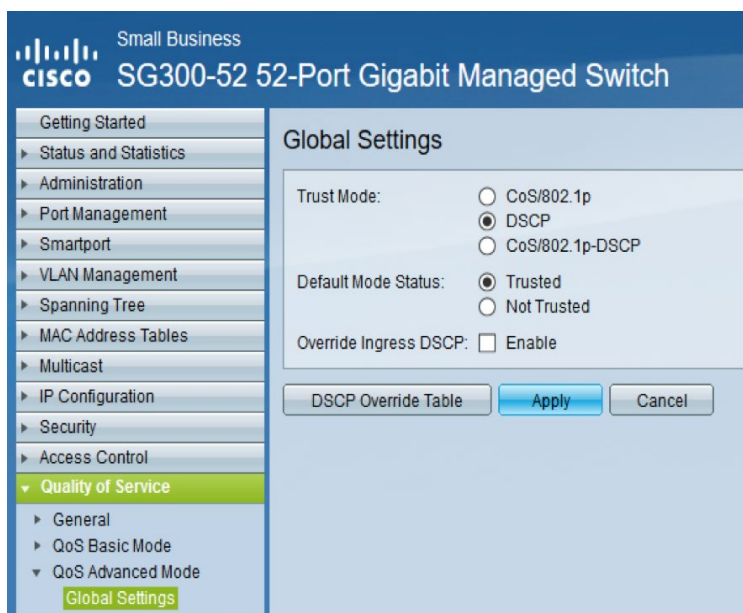 Small Business
CISCO SG300-52 52-Port Gigabit Managed Switch
Getting Started
Status and Statistics
Administration
Port Management
Smartport
VLAN Management
Spanning Tree
MAC Address Tables
Multicast
IP Configuration
Security
Access Control
Quality of Service
General
QoS Basic Mode
QoS Advanced Mode
Global Settings
Global Settings
Trust Mode: CoS/802.1p
DSCP
CoS/802.1p-DSCP
Default Mode Status: Trusted
Not Trusted
Override Ingress DSCP: Enable
DSCP Override Table Apply Cancel